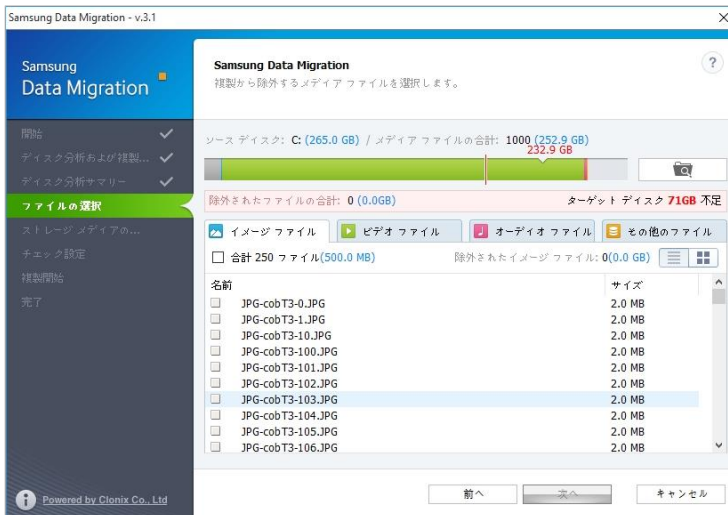 Samsung Data Migration - v.3.1
Samsung
Data Migration
開始
ディスク分析および複製...
ディスク分析サマリー
ファイルの選択
ストレージ メディアの...
チェック設定
複製開始
完了
Powered by Clonix Co., Ltd
Samsung Data Migration
複製から除外するメディア ファイルを選択します。
ソース ディスク: C: (265.0 GB) / メディア ファイルの合計: 1000 (252.9 GB)
232.9 GB
除外されたファイルの合計: 0 (0.0GB)
ターゲット ディスク 71GB 不足
イメージ ファイル
ビデオ ファイル
オーディオ ファイル
その他のファイル
合計 250 ファイル(500.0 MB)
除外されたイメージ ファイル: 0(0.0 GB)
名前 サイズ
JPG-cobT3-0.JPG 2.0 MB
JPG-cobT3-1.JPG 2.0 MB
JPG-cobT3-10.JPG 2.0 MB
JPG-cobT3-100.JPG 2.0 MB
JPG-cobT3-101.JPG 2.0 MB
JPG-cobT3-102.JPG 2.0 MB
JPG-cobT3-103.JPG 2.0 MB
JPG-cobT3-104.JPG 2.0 MB
JPG-cobT3-105.JPG 2.0 MB
JPG-cobT3-106.JPG 2.0 MB
前へ
次へ
キャンセル